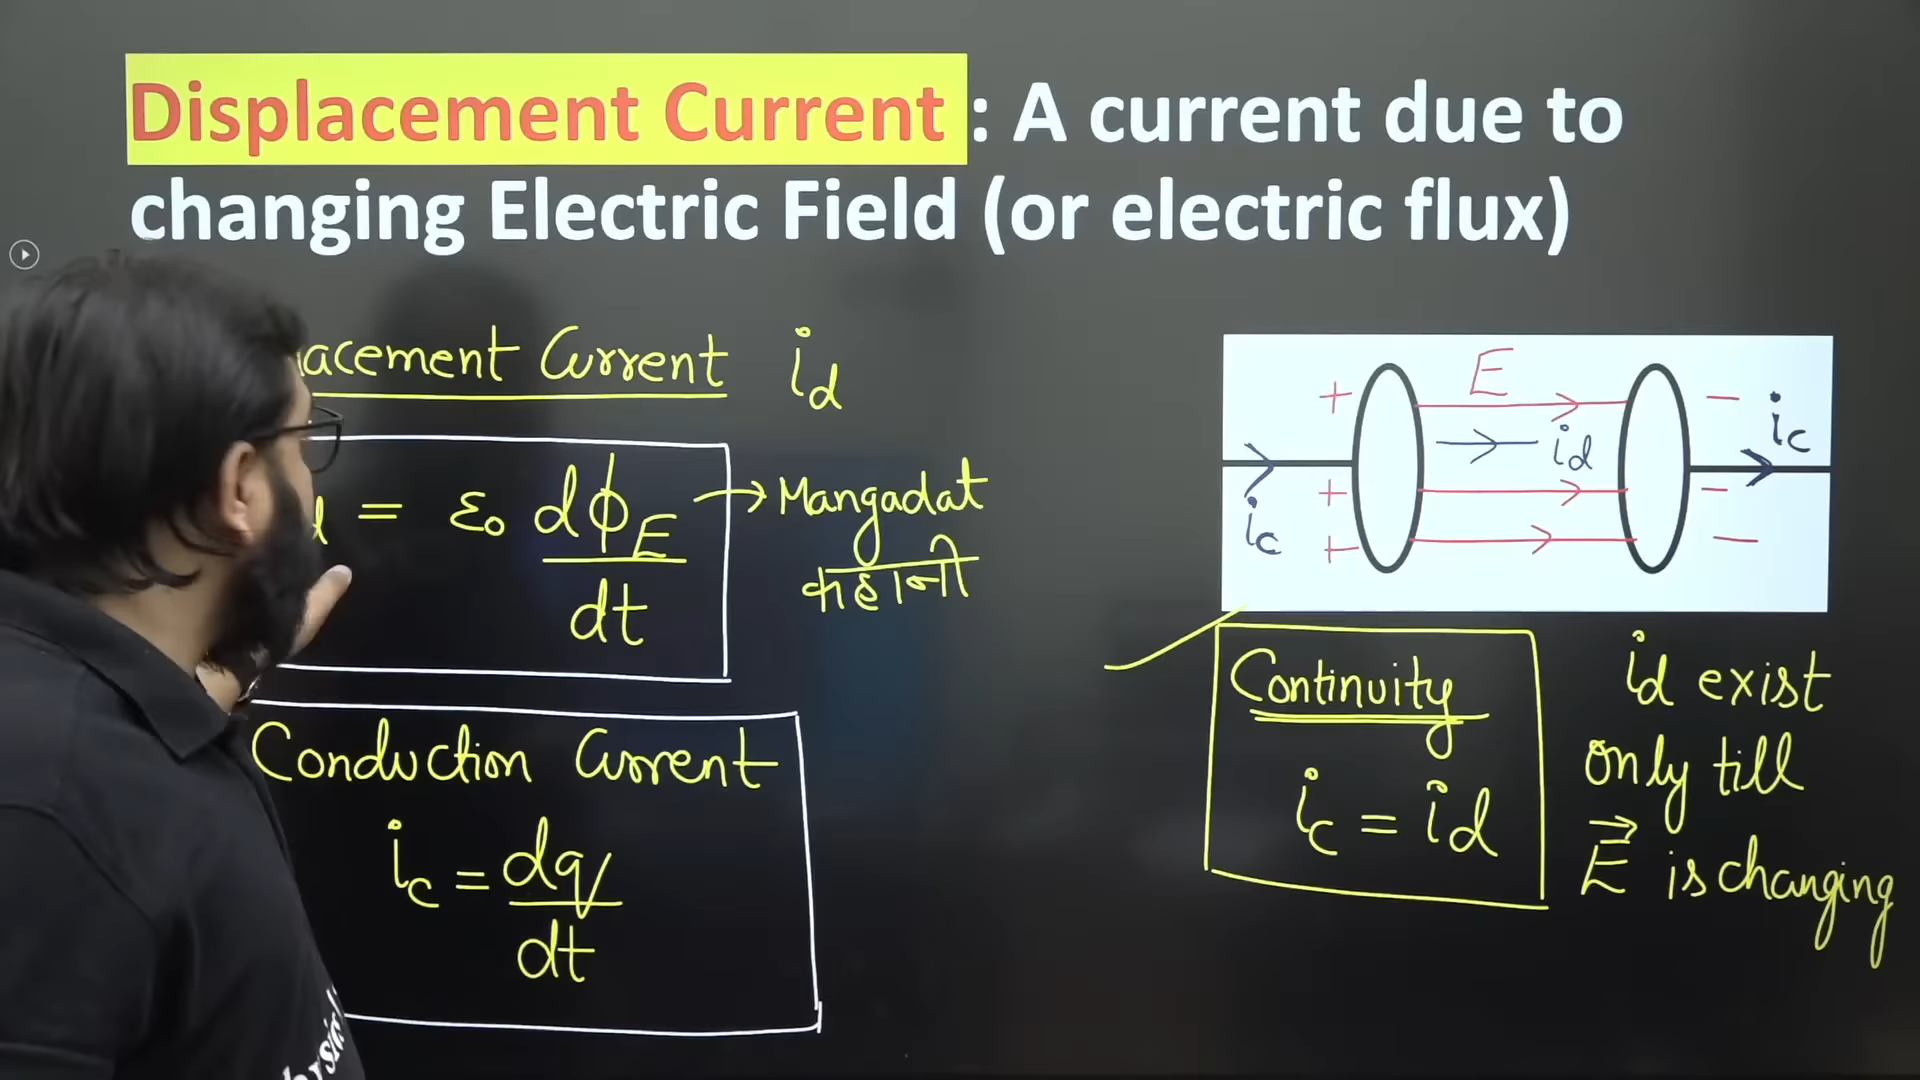 Displacement Current : A current due to
changing Electric Field (or electric flux)
acement Current i_d
= ε₀ dϕ_E/dt → Mangadat
कहानी
Conduction Current
i_c = dq/dt
+ E −
i_c
i_d
+ −
i_c
+ −
Continuity
i_c = i_d
i_d exist
only till
E⃗ is changing